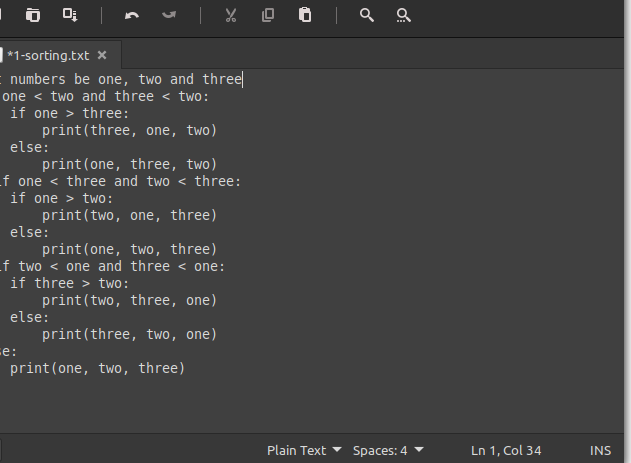 *1-sorting.txt
numbers be one, two and three
one < two and three < two:
if one > three:
print(three, one, two)
else:
print(one, three, two)
if one < three and two < three:
if one > two:
print(two, one, three)
else:
print(one, two, three)
if two < one and three < one:
if three > two:
print(two, three, one)
else:
print(three, two, one)
se:
print(one, two, three)
Plain Text Spaces: 4 Ln 1, Col 34 INS